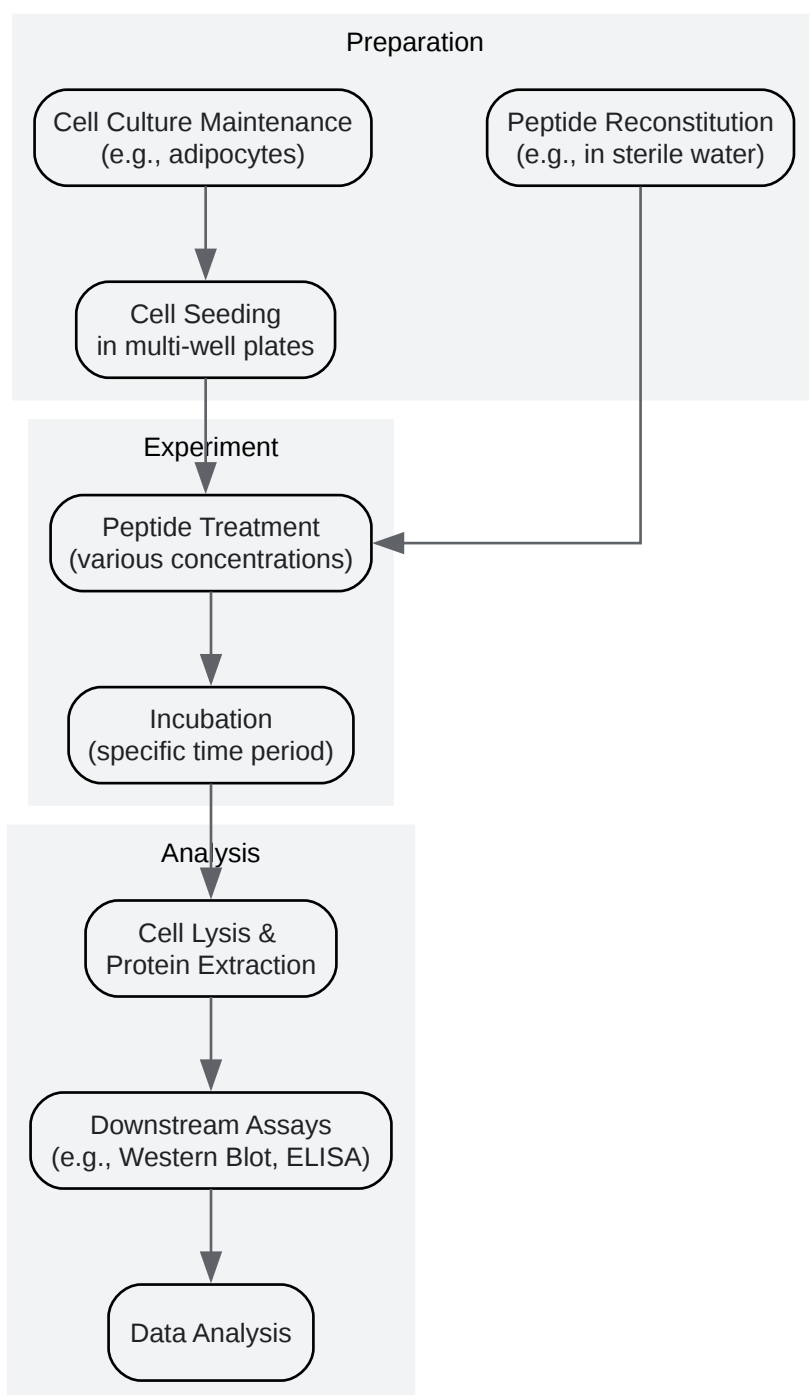 Preparation
Cell Culture Maintenance
(e.g., adipocytes)
Peptide Reconstitution
(e.g., in sterile water)
Cell Seeding
in multi-well plates
Experiment
Peptide Treatment
(various concentrations)
Incubation
(specific time period)
Analysis
Cell Lysis &
Protein Extraction
Downstream Assays
(e.g., Western Blot, ELISA)
Data Analysis